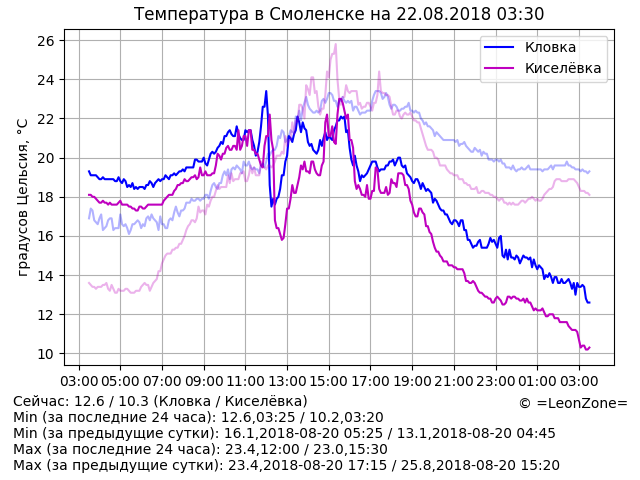 Температура в Смоленске на 22.08.2018 03:30
26
24
22
20
18
16
14
12
10
градусов Цельсия, °C
Кловка
Киселёвка
03:00 05:00 07:00 09:00 11:00 13:00 15:00 17:00 19:00 21:00 23:00 01:00 03:00
Сейчас: 12.6 / 10.3 (Кловка / Киселёвка)
© =LeonZone=
Min (за последние 24 часа): 12.6,03:25 / 10.2,03:20
Min (за предыдущие сутки): 16.1,2018-08-20 05:25 / 13.1,2018-08-20 04:45
Max (за последние 24 часа): 23.4,12:00 / 23.0,15:30
Max (за предыдущие сутки): 23.4,2018-08-20 17:15 / 25.8,2018-08-20 15:20